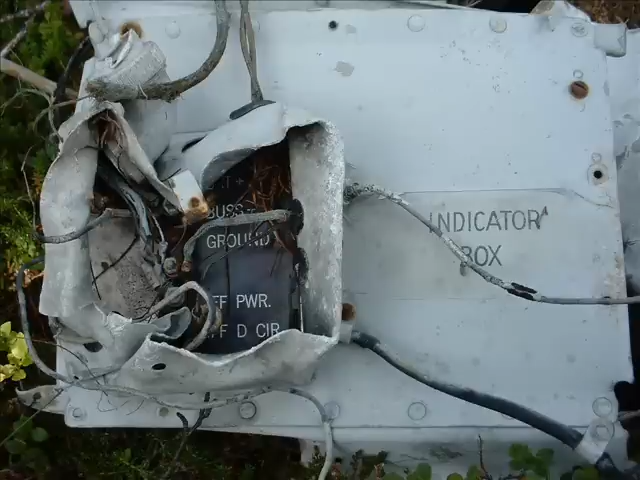 BUSS
GROUND
PWR.
D CIR
INDICATOR
BOX